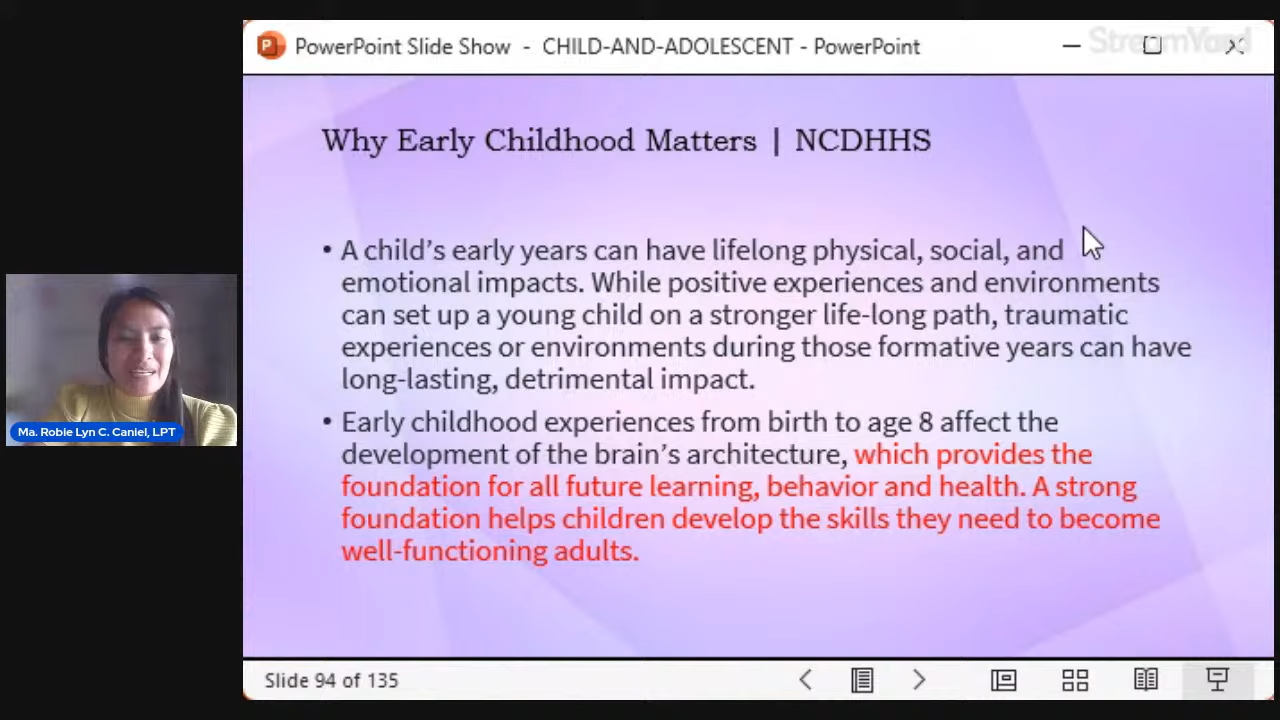 PowerPoint Slide Show - CHILD-AND-ADOLESCENT - PowerPoint
StreamYard
Why Early Childhood Matters | NCDHHS
• A child's early years can have lifelong physical, social, and
emotional impacts. While positive experiences and environments
can set up a young child on a stronger life-long path, traumatic
experiences or environments during those formative years can have
long-lasting, detrimental impact.
• Early childhood experiences from birth to age 8 affect the
development of the brain's architecture, which provides the
foundation for all future learning, behavior and health. A strong
foundation helps children develop the skills they need to become
well-functioning adults.
Ma. Robie Lyn C. Caniel, LPT
Slide 94 of 135